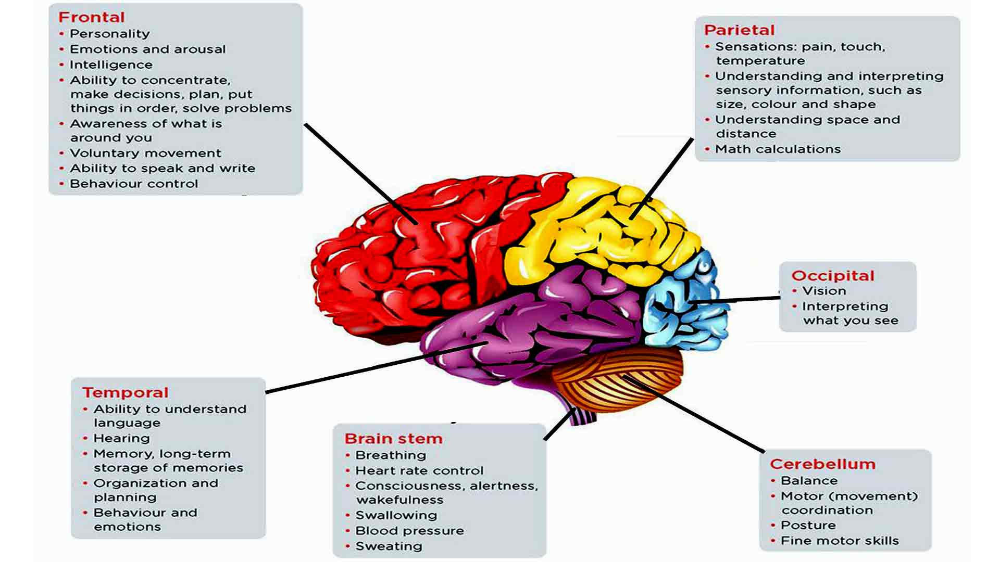 Frontal
• Personality
• Emotions and arousal
• Intelligence
• Ability to concentrate,
make decisions, plan, put
things in order, solve problems
• Awareness of what is
around you
• Voluntary movement
• Ability to speak and write
• Behaviour control
Parietal
• Sensations: pain, touch,
temperature
• Understanding and interpreting
sensory information, such as
size, colour and shape
• Understanding space and
distance
• Math calculations
Occipital
• Vision
• Interpreting
what you see
Temporal
• Ability to understand
language
• Hearing
• Memory, long-term
storage of memories
• Organization and
planning
• Behaviour and
emotions
Brain stem
• Breathing
• Heart rate control
• Consciousness, alertness,
wakefulness
• Swallowing
• Blood pressure
• Sweating
Cerebellum
• Balance
• Motor (movement)
coordination
• Posture
• Fine motor skills